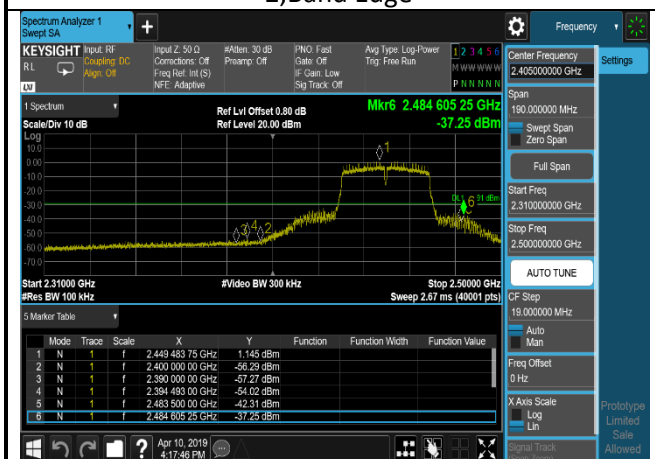 2)Band Edge
Spectrum Analyzer 1
Swept SA
Frequency
KEYSIGHT
RL
Input: RF
Coupling: DC
Align: Off
Input Z: 50 Ω
Corrections: Off
Freq Ref: Int (S)
NFE: Adaptive
#Atten: 30 dB
Preamp: Off
PNO: Fast
Gate: Off
IF Gain: Low
Sig Track: Off
Avg Type: Log-Power
Trig: Free Run
1 2 3 4 5 6
M W W W W W
P N N N N N
1 Spectrum
Scale/Div 10 dB
Ref Lvl Offset 0.80 dB
Ref Level 20.00 dBm
Mkr6 2.484 605 25 GHz
-37.25 dBm
Log
10.0
0.00
-10.0
-20.0
-30.0
-40.0
-50.0
-60.0
-70.0
Start 2.31000 GHz
#Video BW 300 kHz
Stop 2.50000 GHz
#Res BW 100 kHz
Sweep 2.67 ms (40001 pts)
5 Marker Table
Mode Trace Scale X Y Function Function Width Function Value
1 N 1 f 2.449 483 75 GHz 1.145 dBm
2 N 1 f 2.400 000 00 GHz -56.29 dBm
3 N 1 f 2.390 000 00 GHz -57.27 dBm
4 N 1 f 2.394 493 00 GHz -54.02 dBm
5 N 1 f 2.483 500 00 GHz -42.31 dBm
6 N 1 f 2.484 605 25 GHz -37.25 dBm
Apr 10, 2019
4:17:46 PM
Center Frequency
2.405000000 GHz
Settings
Span
190.000000 MHz
Swept Span
Zero Span
Full Span
Start Freq
2.310000000 GHz
Stop Freq
2.500000000 GHz
AUTO TUNE
CF Step
19.000000 MHz
Auto
Man
Freq Offset
0 Hz
X Axis Scale
Log
Lin
Signal Track
Prototype
Limited
Sale
Allowed